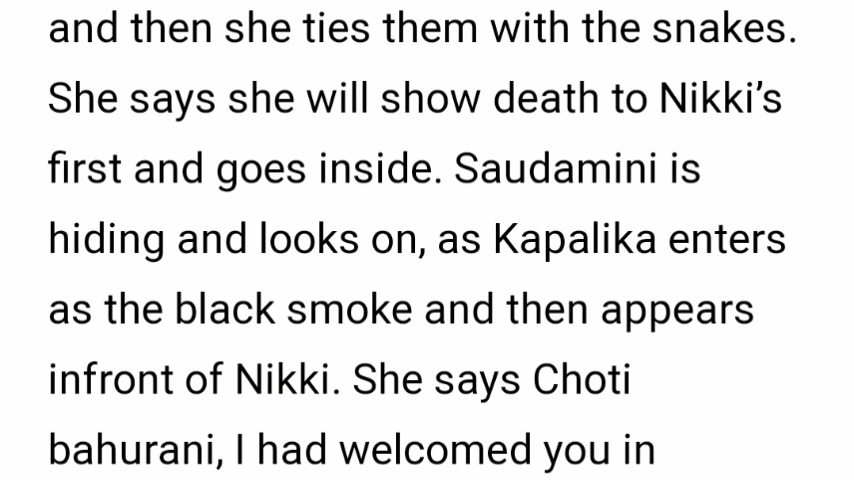 and then she ties them with the snakes.
She says she will show death to Nikki’s
first and goes inside. Saudamini is
hiding and looks on, as Kapalika enters
as the black smoke and then appears
infront of Nikki. She says Choti
bahurani, I had welcomed you in